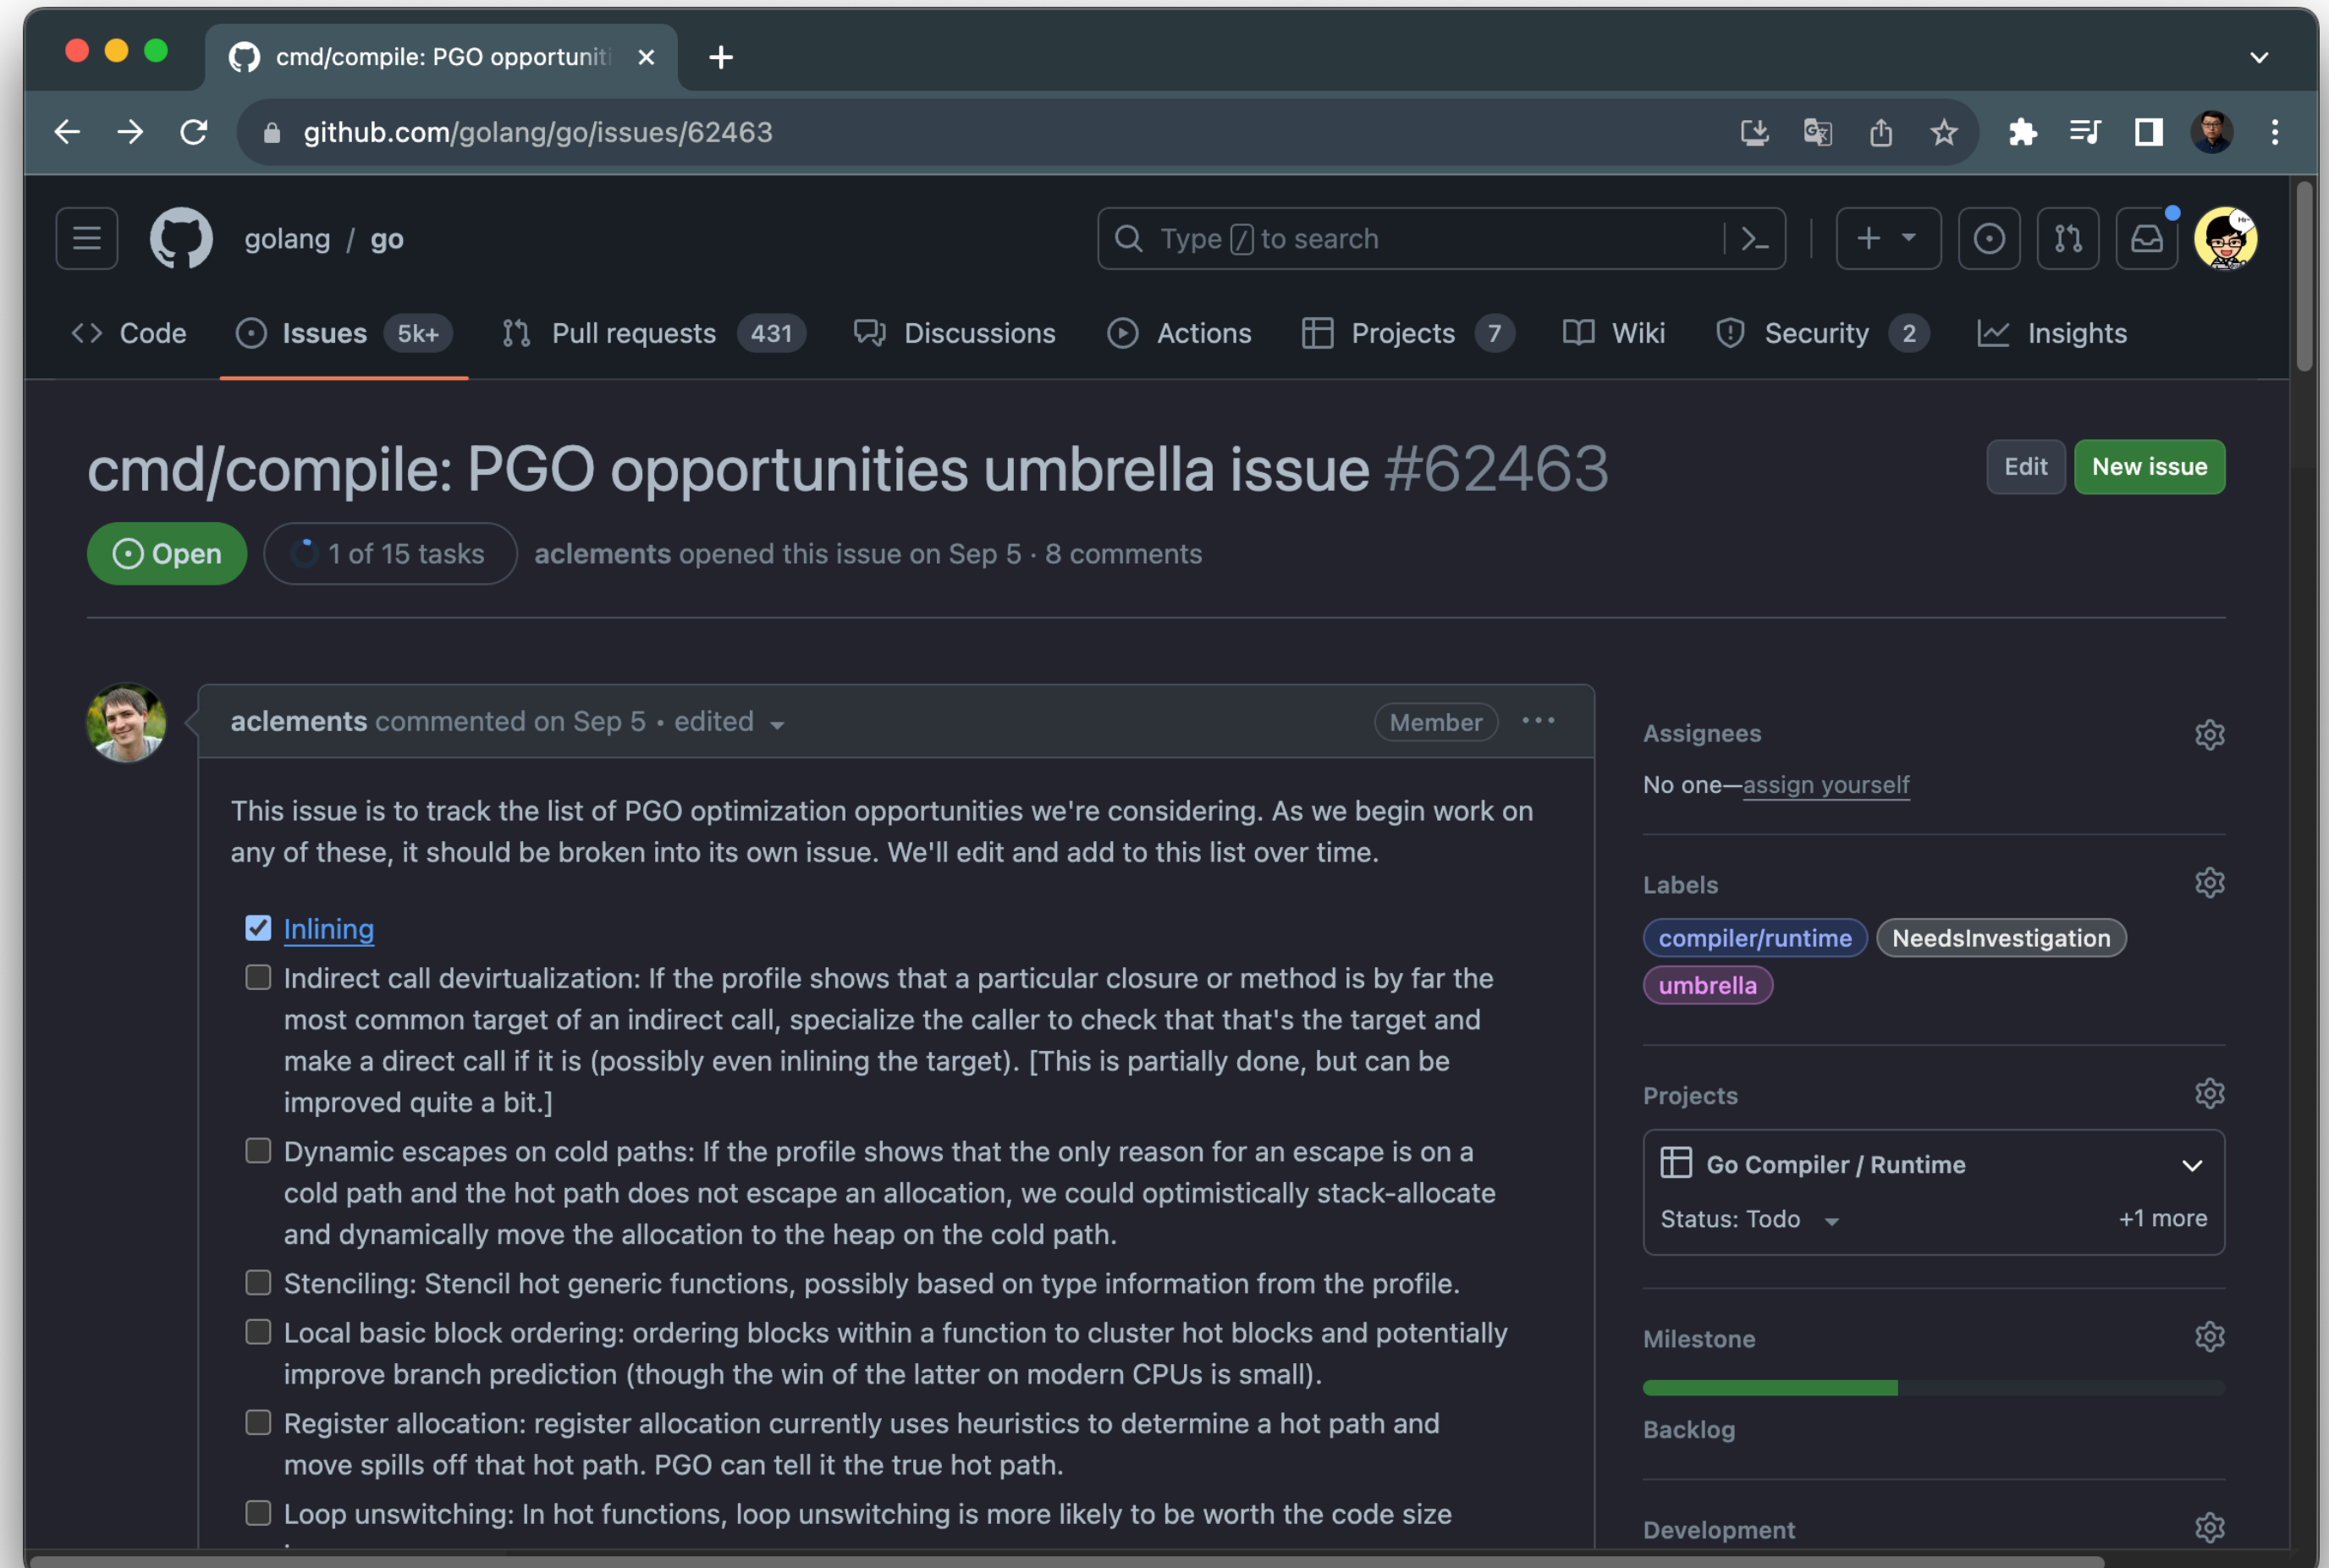 cmd/compile: PGO opportuniti
github.com/golang/go/issues/62463
golang / go
Type / to search
Code
Issues 5k+
Pull requests 431
Discussions
Actions
Projects 7
Wiki
Security 2
Insights
cmd/compile: PGO opportunities umbrella issue #62463
Edit
New issue
Open
1 of 15 tasks
aclements opened this issue on Sep 5 · 8 comments
aclements commented on Sep 5 • edited
Member
This issue is to track the list of PGO optimization opportunities we're considering. As we begin work on
any of these, it should be broken into its own issue. We'll edit and add to this list over time.
Inlining
Indirect call devirtualization: If the profile shows that a particular closure or method is by far the
most common target of an indirect call, specialize the caller to check that that's the target and
make a direct call if it is (possibly even inlining the target). [This is partially done, but can be
improved quite a bit.]
Dynamic escapes on cold paths: If the profile shows that the only reason for an escape is on a
cold path and the hot path does not escape an allocation, we could optimistically stack-allocate
and dynamically move the allocation to the heap on the cold path.
Stenciling: Stencil hot generic functions, possibly based on type information from the profile.
Local basic block ordering: ordering blocks within a function to cluster hot blocks and potentially
improve branch prediction (though the win of the latter on modern CPUs is small).
Register allocation: register allocation currently uses heuristics to determine a hot path and
move spills off that hot path. PGO can tell it the true hot path.
Loop unswitching: In hot functions, loop unswitching is more likely to be worth the code size
Assignees
No one—assign yourself
Labels
compiler/runtime
NeedsInvestigation
umbrella
Projects
Go Compiler / Runtime
Status: Todo
+1 more
Milestone
Backlog
Development